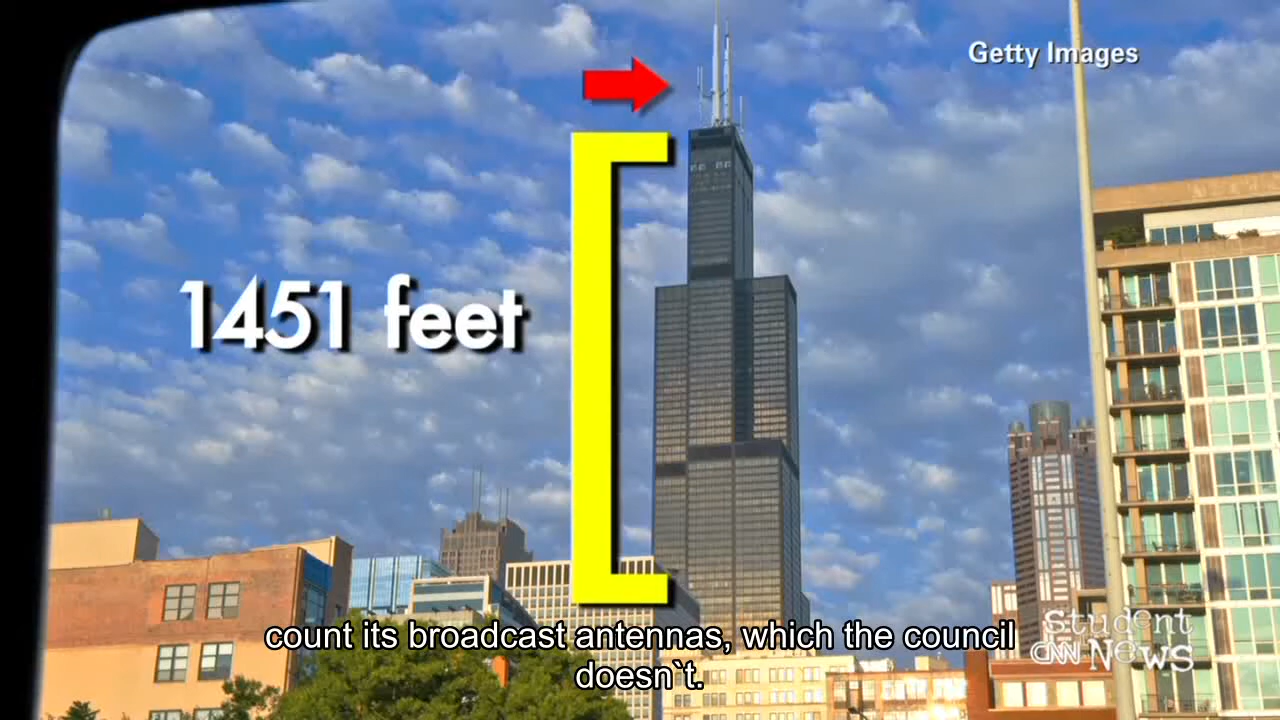 Getty Images
1451 feet
count its broadcast antennas, which the council
doesn`t.
Student
CNN News